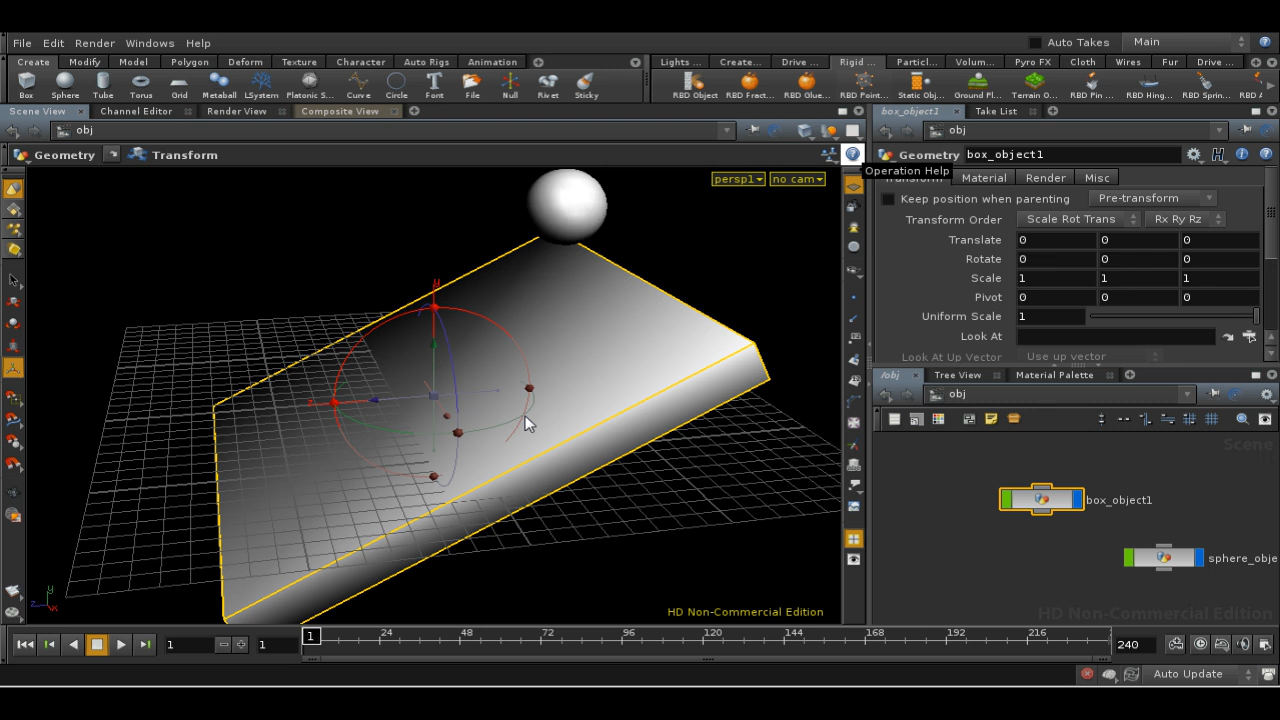 File Edit Render Windows Help Auto Takes Main
Create Modify Model Polygon Deform Texture Character Auto Rigs Animation Lights ... Create... Drive ... Rigid ... Particl... Volum... Pyro FX Cloth Wires Fur Drive ...
Box Sphere Tube Torus Grid Metaball LSystem Platonic S... Curve Circle Font File Null Rivet Sticky RBD Object RBD Fract... RBD Glue... RBD Point... Static Obj... Ground Pl... Terrain O... RBD Pin ... RBD Hing... RBD Sprin...
Scene View Channel Editor Render View Composite View box_object1 Take List
obj obj
Geometry Transform Geometry box_object1
Operation Help
persp1 no cam
Transform Material Render Misc
Keep position when parenting Pre-transform
Transform Order Scale Rot Trans Rx Ry Rz
Translate 0 0 0
Rotate 0 0 0
Scale 1 1 1
Pivot 0 0 0
Uniform Scale 1
Look At
Look At Up Vector Use up vector
/obj Tree View Material Palette
obj
Scene
box_object1
sphere_obje
HD Non-Commercial Edition
HD Non-Commercial Edition
1 1 1 24 48 72 96 120 144 168 192 216 240
Auto Update